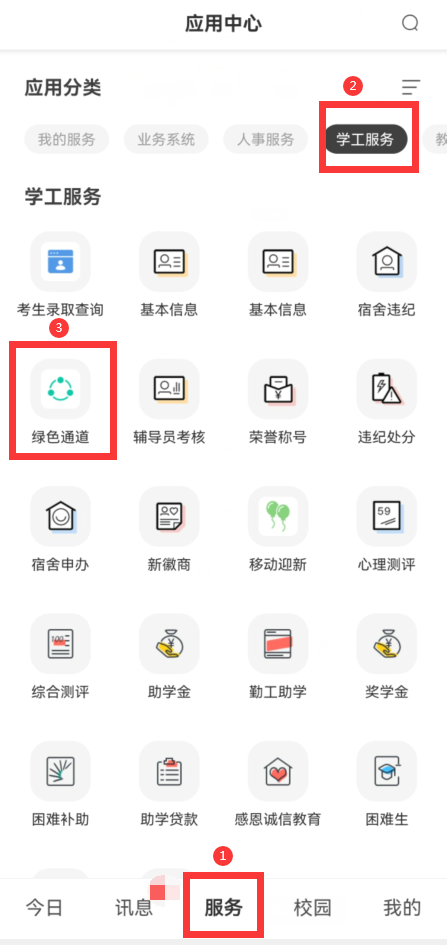 应用中心
应用分类
2
我的服务 业务系统 人事服务 学工服务 教
学工服务
考生录取查询 基本信息 基本信息 宿舍违纪
3
绿色通道 辅导员考核 荣誉称号 违纪处分
59
宿舍申办 新徽商 移动迎新 心理测评
100
综合测评 助学金 勤工助学 奖学金
困难补助 助学贷款 感恩诚信教育 困难生
1
今日 讯息 服务 校园 我的